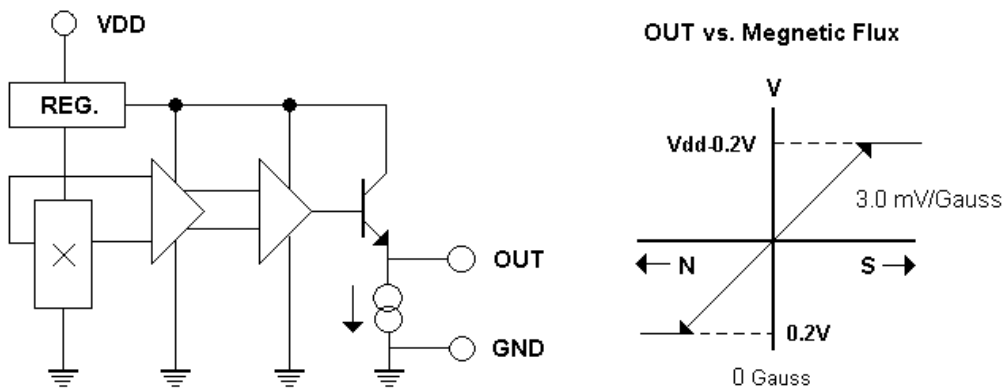 VDD
REG.
OUT
GND
OUT vs. Megnetic Flux
V
Vdd-0.2V
3.0 mV/Gauss
N
S
0.2V
0 Gauss